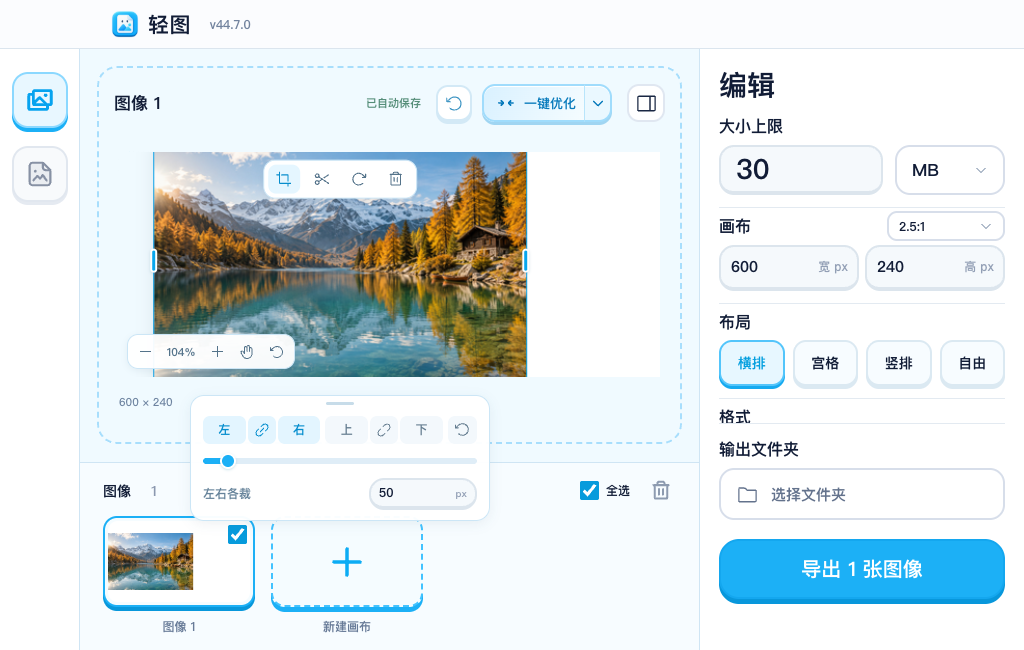 轻图 v44.7.0
图像 1
已自动保存
一键优化
104%
600 × 240
左 右 上 下
左右各裁 50 px
图像 1
全选
图像 1
新建画布
编辑
大小上限
30 MB
画布 2.5:1
600 宽 px 240 高 px
布局
横排 宫格 竖排 自由
格式
输出文件夹
选择文件夹
导出 1 张图像